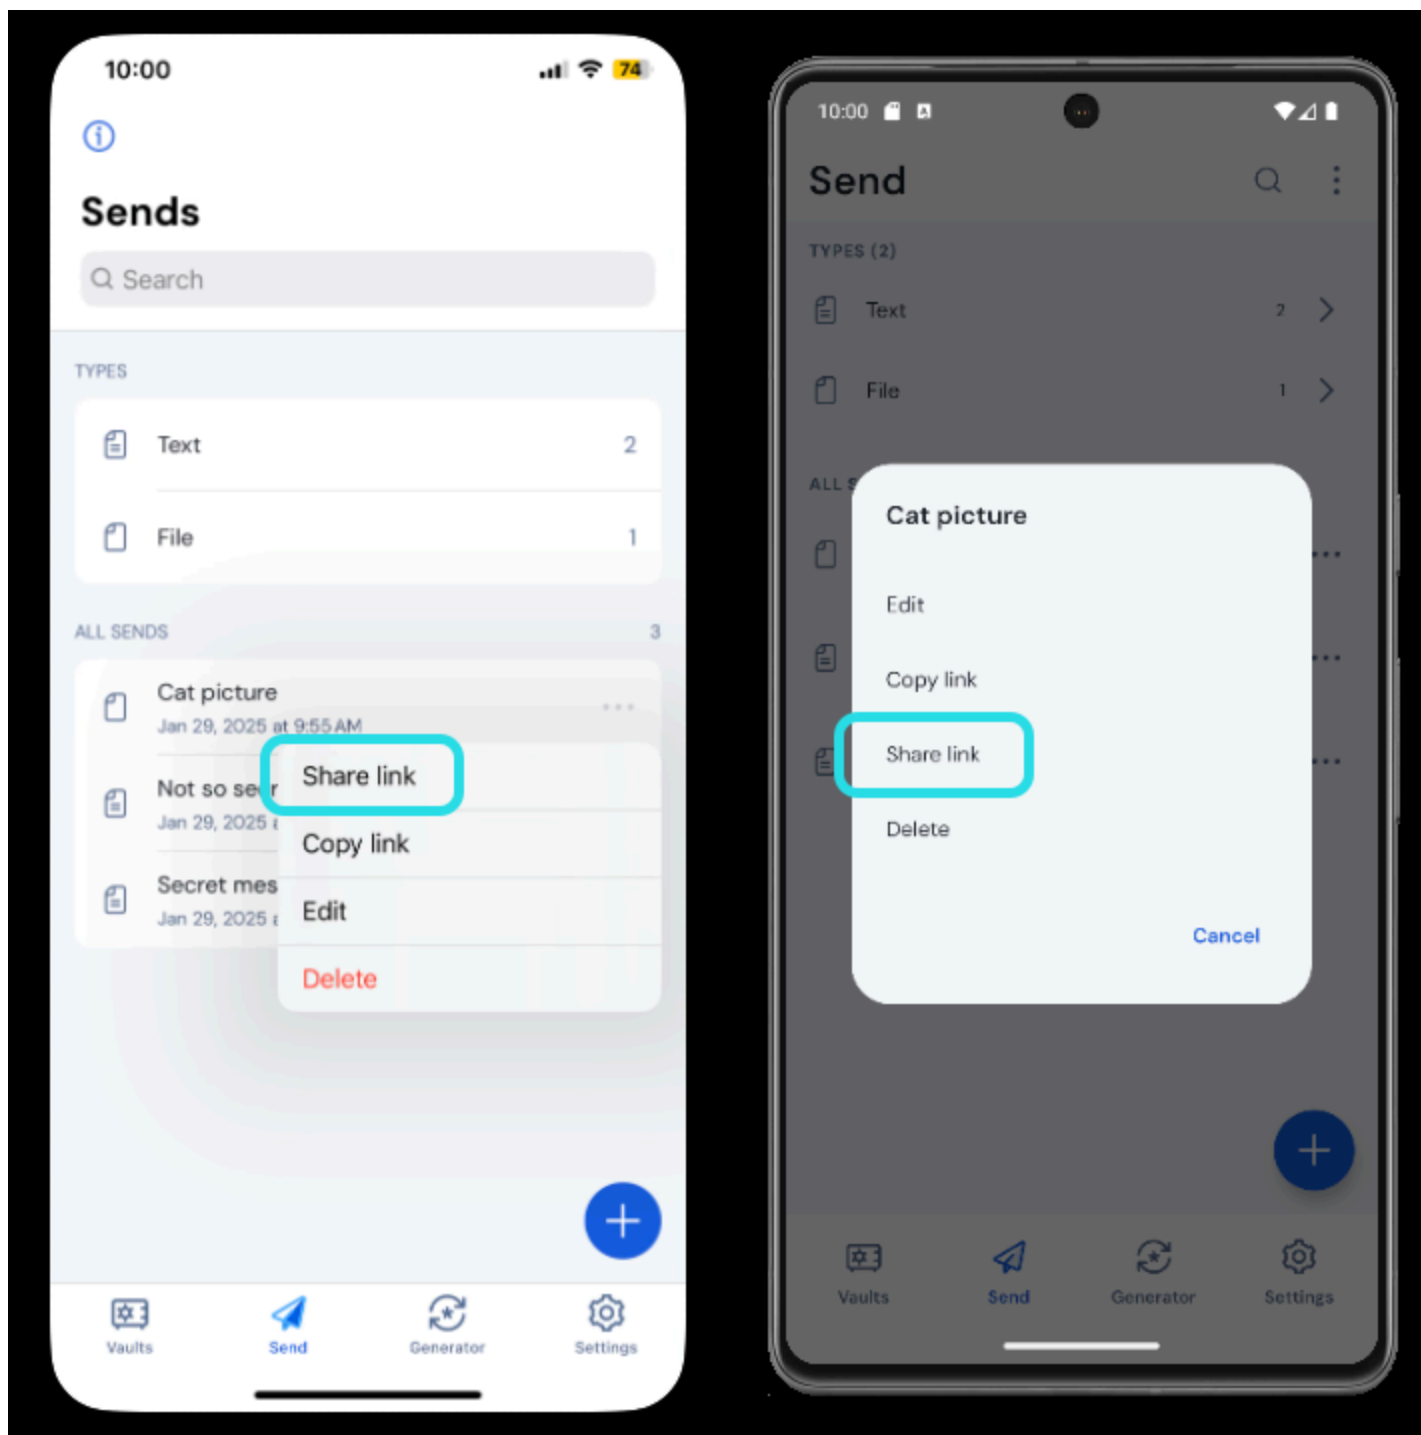 10:00
74
Sends
Search
TYPES
Text 2
File 1
ALL SENDS 3
Cat picture
Jan 29, 2025 at 9:55 AM
Not so
Jan 29, 2025
Secret
Jan 29, 2025
Share link
Copy link
Edit
Delete
Vaults Send Generator Settings
10:00
Send
TYPES (2)
Text 2
File 1
ALL
Cat picture
Edit
Copy link
Share link
Delete
Cancel
Vaults Send Generator Settings